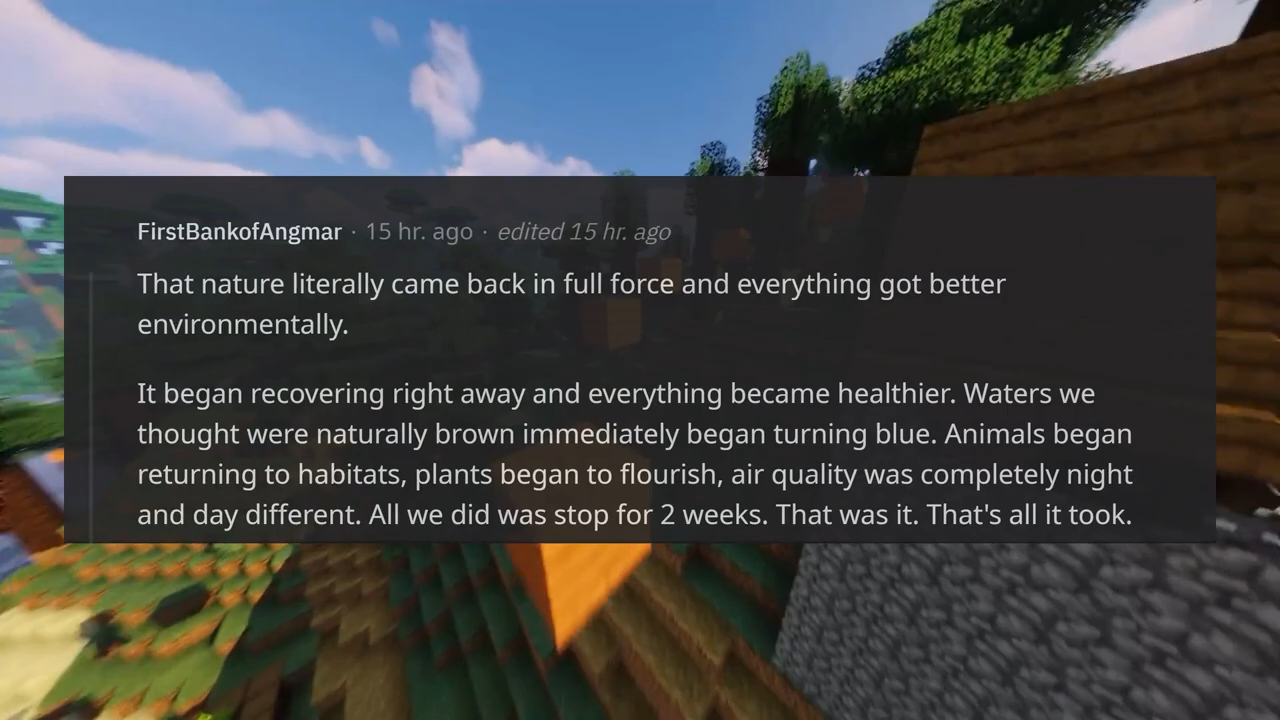 FirstBankofAngmar · 15 hr. ago · edited 15 hr. ago
That nature literally came back in full force and everything got better
environmentally.
It began recovering right away and everything became healthier. Waters we
thought were naturally brown immediately began turning blue. Animals began
returning to habitats, plants began to flourish, air quality was completely night
and day different. All we did was stop for 2 weeks. That was it. That's all it took.